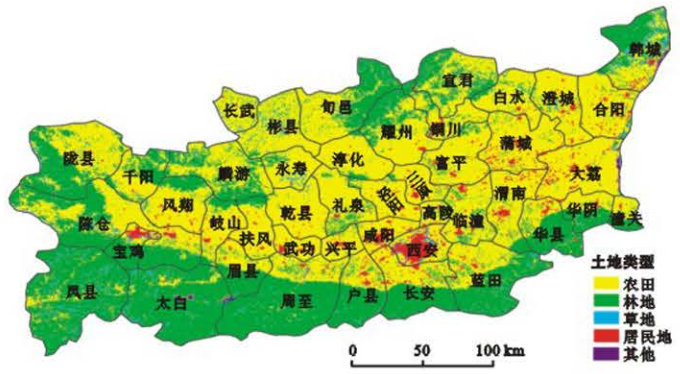 韩城
宜君
长武
旬邑
白水
澄城
合阳
彬县
耀州
铜川
蒲城
陇县
千阳
麟游
永寿
淳化
富平
大荔
凤翔
乾县
礼泉
泾阳
三原
渭南
陈仓
岐山
扶风
咸阳
高陵
临潼
华阴
潼关
宝鸡
武功
兴平
西安
华县
眉县
蓝田
凤县
太白
周至
户县
长安
土地类型
农田
林地
草地
居民地
其他
0 50 100 km